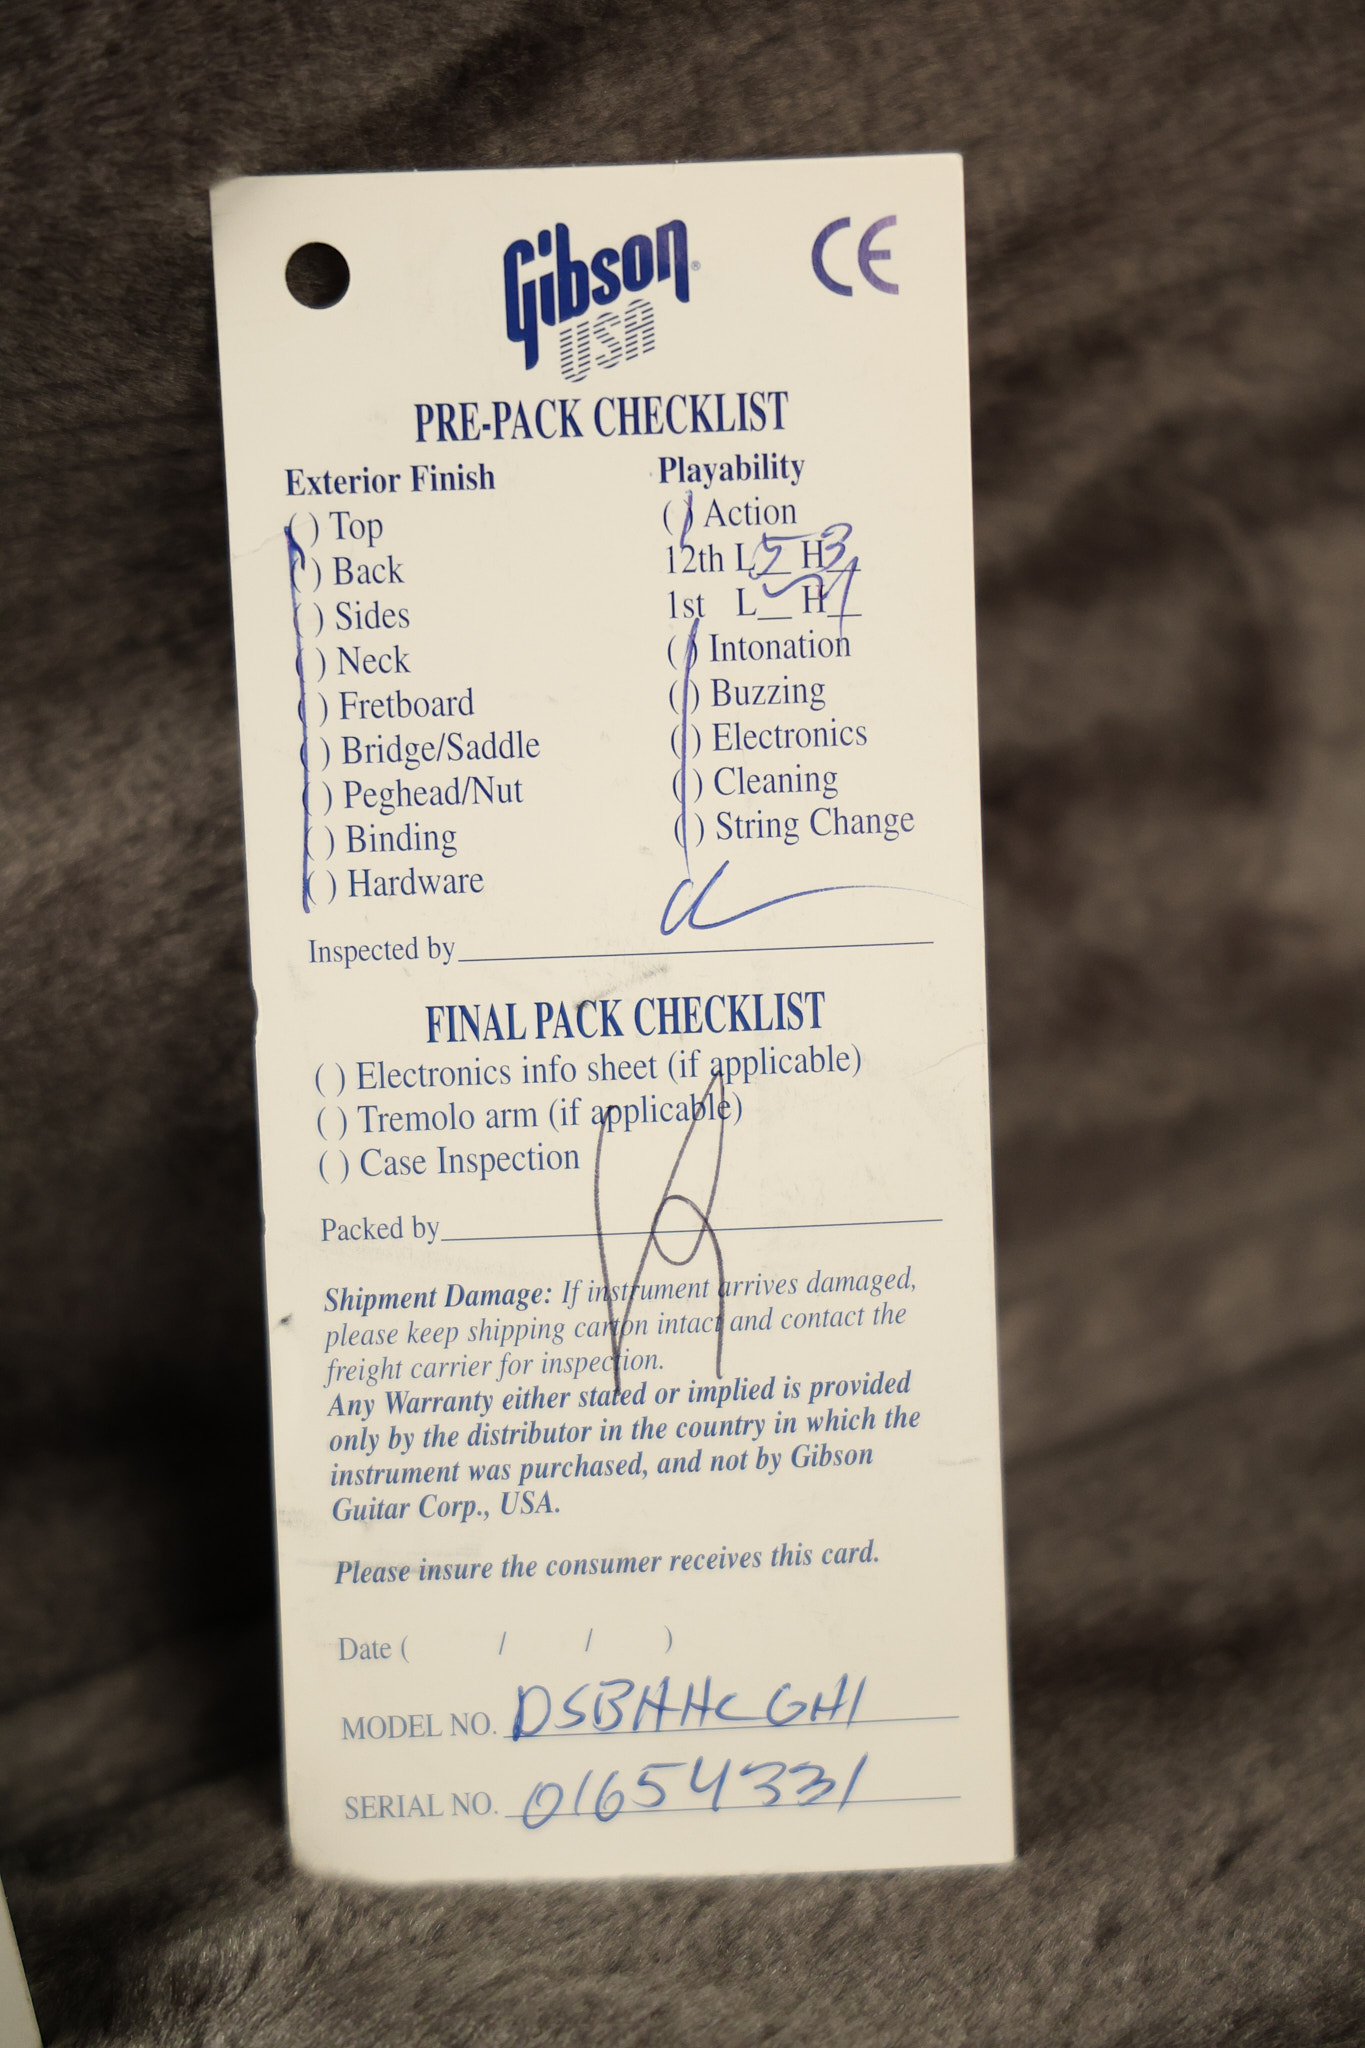 Gibson® CE
USA
PRE-PACK CHECKLIST
Exterior Finish
( ) Top
( ) Back
( ) Sides
( ) Neck
( ) Fretboard
( ) Bridge/Saddle
( ) Peghead/Nut
( ) Binding
( ) Hardware
Playability
( ) Action
12th L 5 H 3
1st L__ H 1
( ) Intonation
( ) Buzzing
( ) Electronics
( ) Cleaning
( ) String Change
Inspected by
FINAL PACK CHECKLIST
( ) Electronics info sheet (if applicable)
( ) Tremolo arm (if applicable)
( ) Case Inspection
Packed by
Shipment Damage: If instrument arrives damaged,
please keep shipping carton intact and contact the
freight carrier for inspection.
Any Warranty either stated or implied is provided
only by the distributor in the country in which the
instrument was purchased, and not by Gibson
Guitar Corp., USA.
Please insure the consumer receives this card.
Date ( / / )
MODEL NO. DSBHHCGH1
SERIAL NO. 01654331